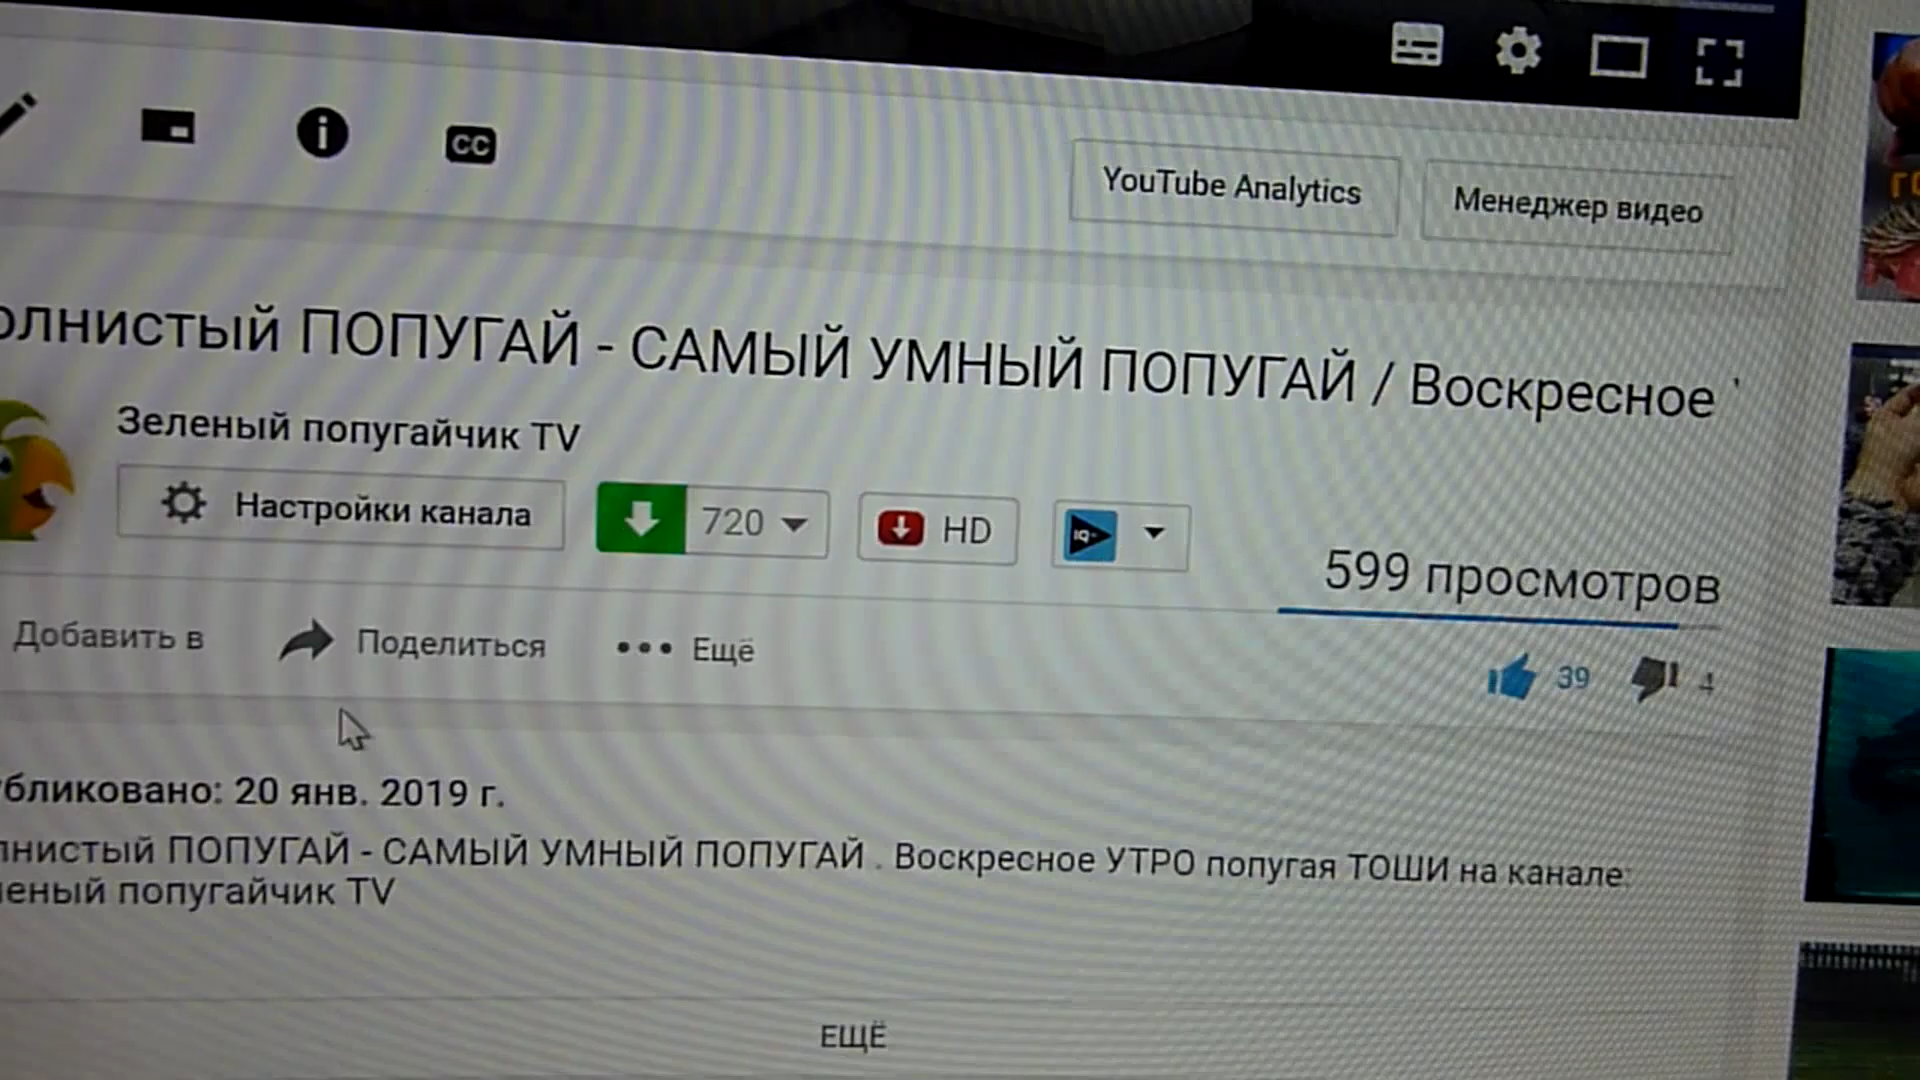 CC
YouTube Analytics
Менеджер видео
ПОПУГАЙ - САМЫЙ УМНЫЙ ПОПУГАЙ / Воскресное
Зеленый попугайчик TV
Настройки канала
720
HD
IQ
599 просмотров
Добавить в
Поделиться
Ещё
39
4
20 янв. 2019 г.
ПОПУГАЙ - САМЫЙ УМНЫЙ ПОПУГАЙ . Воскресное УТРО попугая ТОШИ на канале:
попугайчик TV
ЕЩЁ